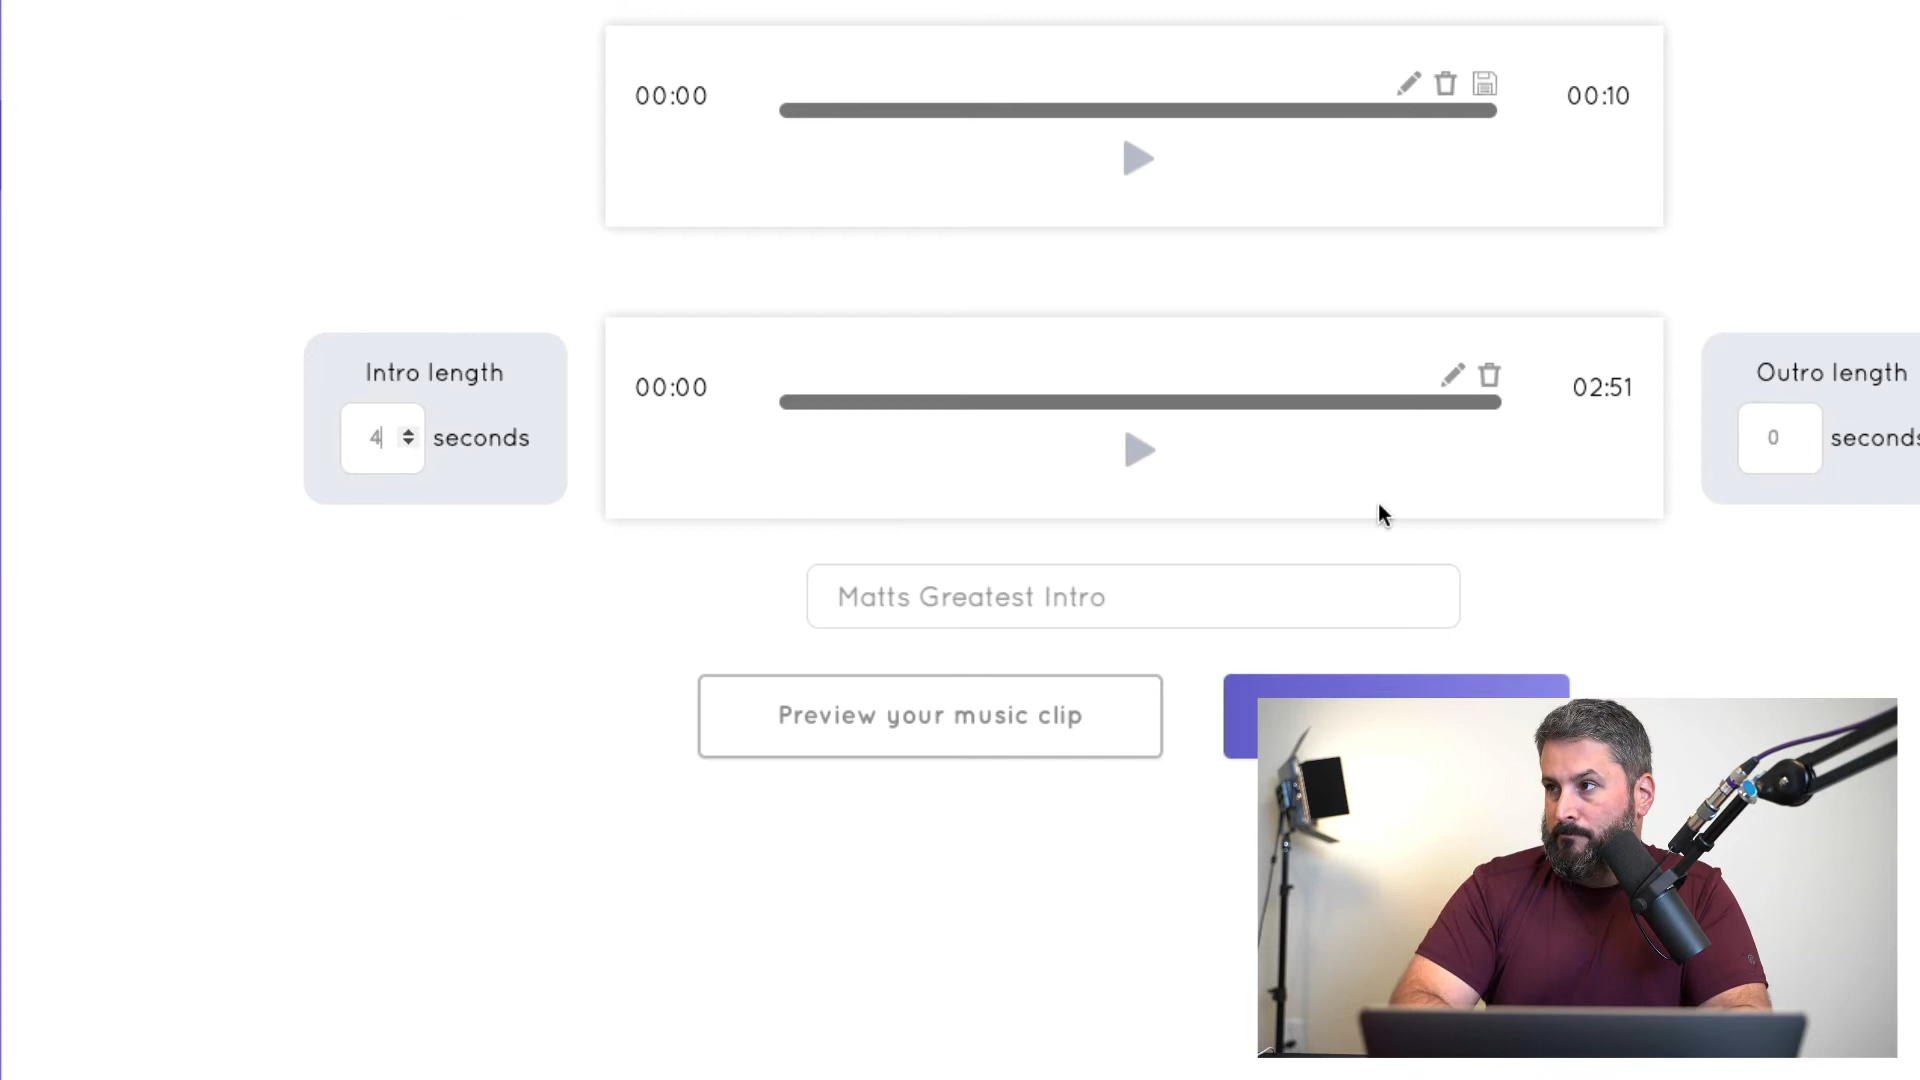 00:00
00:10
Intro length
4 seconds
00:00
02:51
Outro length
0 seconds
Matts Greatest Intro
Preview your music clip